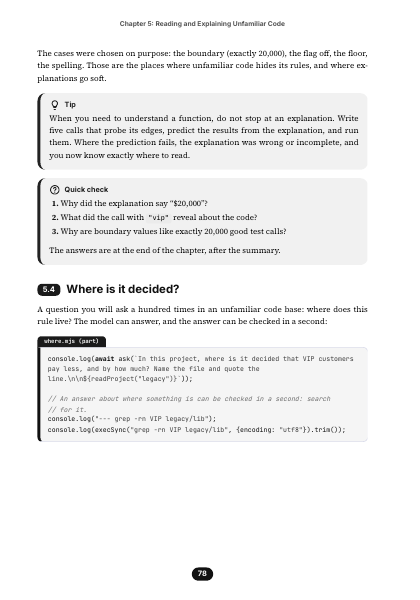 Chapter 5: Reading and Explaining Unfamiliar Code
The cases were chosen on purpose: the boundary (exactly 20,000), the flag off, the floor,
the spelling. Those are the places where unfamiliar code hides its rules, and where ex-
planations go soft.
Tip
When you need to understand a function, do not stop at an explanation. Write
five calls that probe its edges, predict the results from the explanation, and run
them. Where the prediction fails, the explanation was wrong or incomplete, and
you now know exactly where to read.
Quick check
1. Why did the explanation say “$20,000”?
2. What did the call with "vip" reveal about the code?
3. Why are boundary values like exactly 20,000 good test calls?
The answers are at the end of the chapter, after the summary.
5.4 Where is it decided?
A question you will ask a hundred times in an unfamiliar code base: where does this
rule live? The model can answer, and the answer can be checked in a second:
where.mjs (part)
console.log(await ask(`In this project, where is it decided that VIP customers
pay less, and by how much? Name the file and quote the
line.\n\n${readProject("legacy")}`));
// An answer about where something is can be checked in a second: search
// for it.
console.log("--- grep -rn VIP legacy/lib");
console.log(execSync("grep -rn VIP legacy/lib", {encoding: "utf8"}).trim());
78